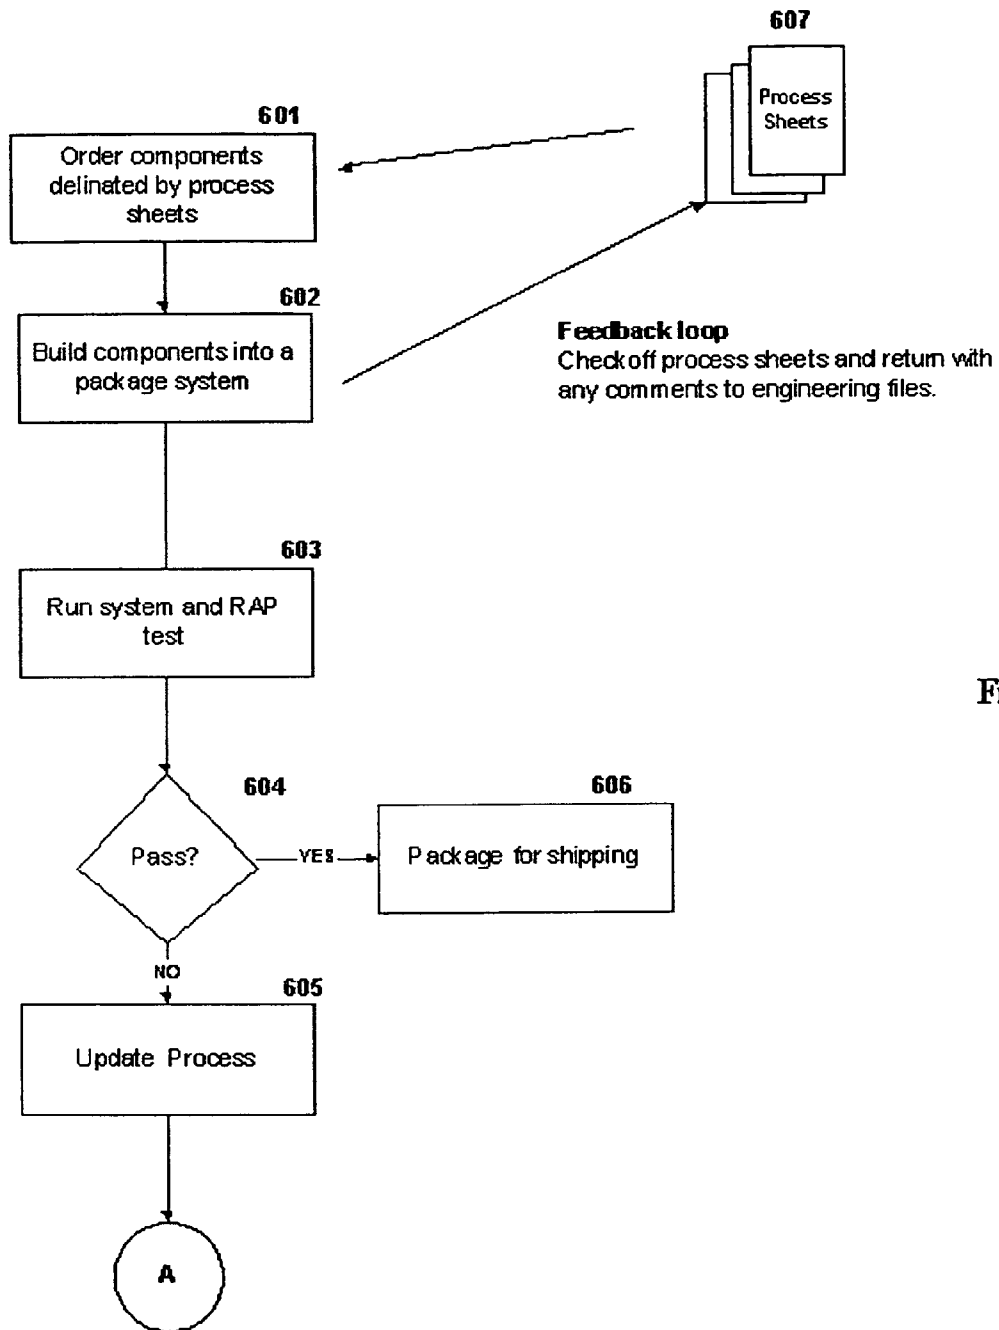 607
Process
Sheets
601
Order components
delinated by process
sheets
602
Build components into a
package system
Feedback loop
Check off process sheets and return with
any comments to engineering files.
603
Run system and RAP
test
604
Pass?
YES
606
Package for shipping
NO
605
Update Process
A